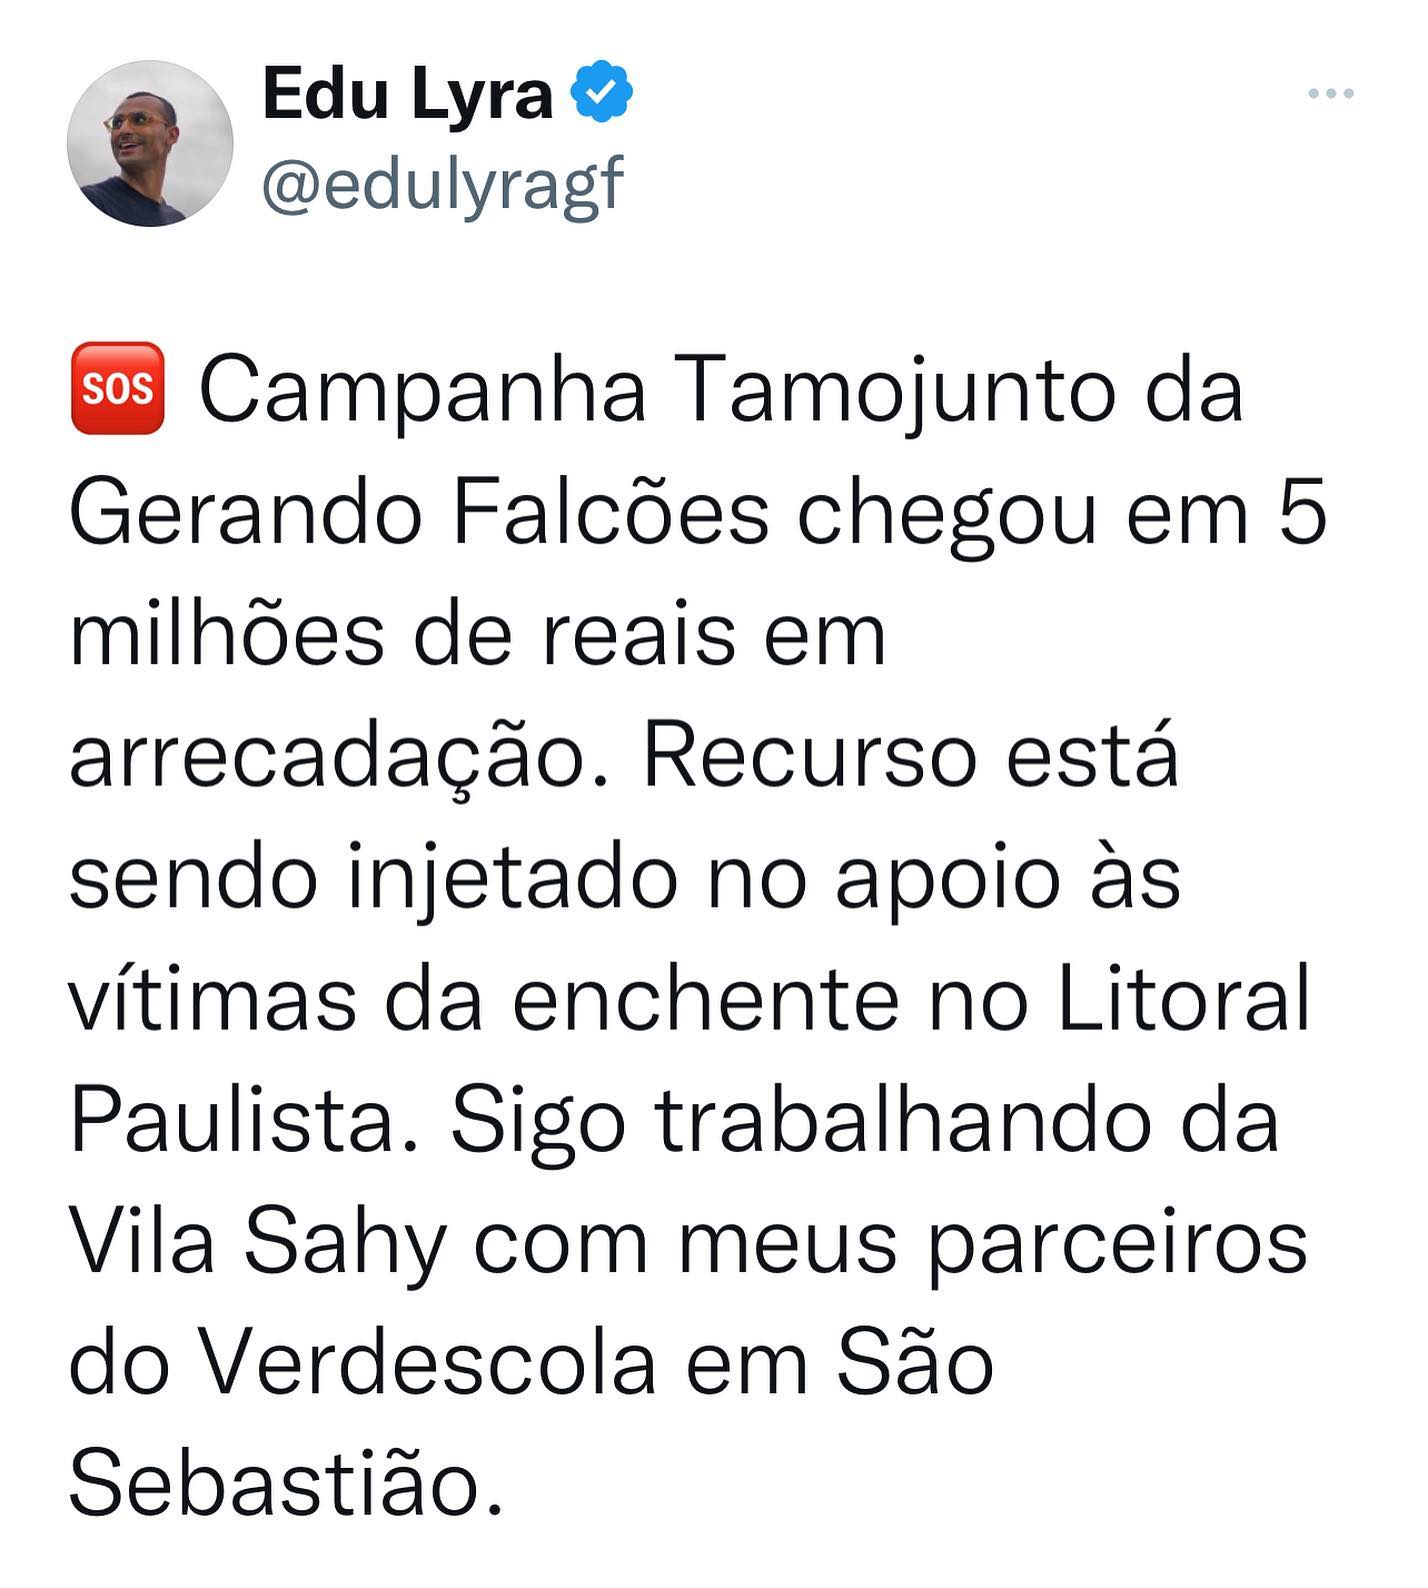 Edu Lyra
@edulyragf
🆘 Campanha Tamojunto da
Gerando Falcões chegou em 5
milhões de reais em
arrecadação. Recurso está
sendo injetado no apoio às
vítimas da enchente no Litoral
Paulista. Sigo trabalhando da
Vila Sahy com meus parceiros
do Verdescola em São
Sebastião.